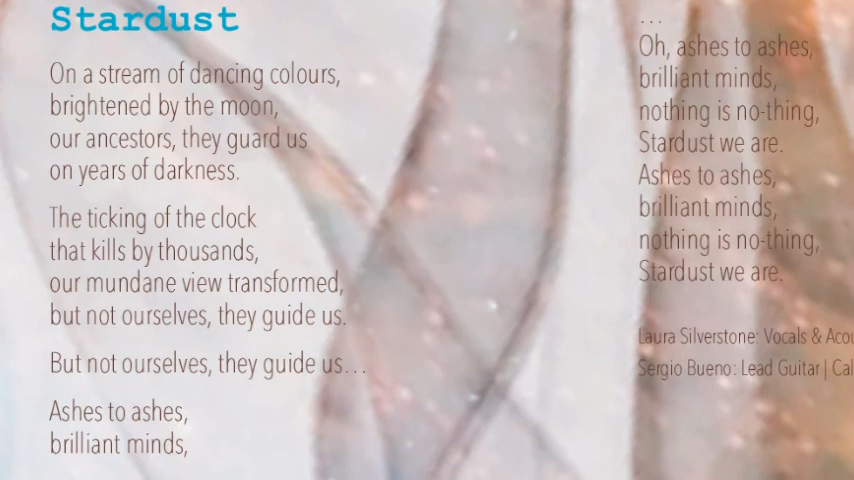 Stardust
On a stream of dancing colours,
brightened by the moon,
our ancestors, they guard us
on years of darkness.
The ticking of the clock
that kills by thousands,
our mundane view transformed,
but not ourselves, they guide us.
But not ourselves, they guide us...
Ashes to ashes,
brilliant minds,
...
Oh, ashes to ashes,
brilliant minds,
nothing is no-thing,
Stardust we are.
Ashes to ashes,
brilliant minds,
nothing is no-thing,
Stardust we are.
Laura Silverstone: Vocals &
Sergio Bueno: Lead Guitar |